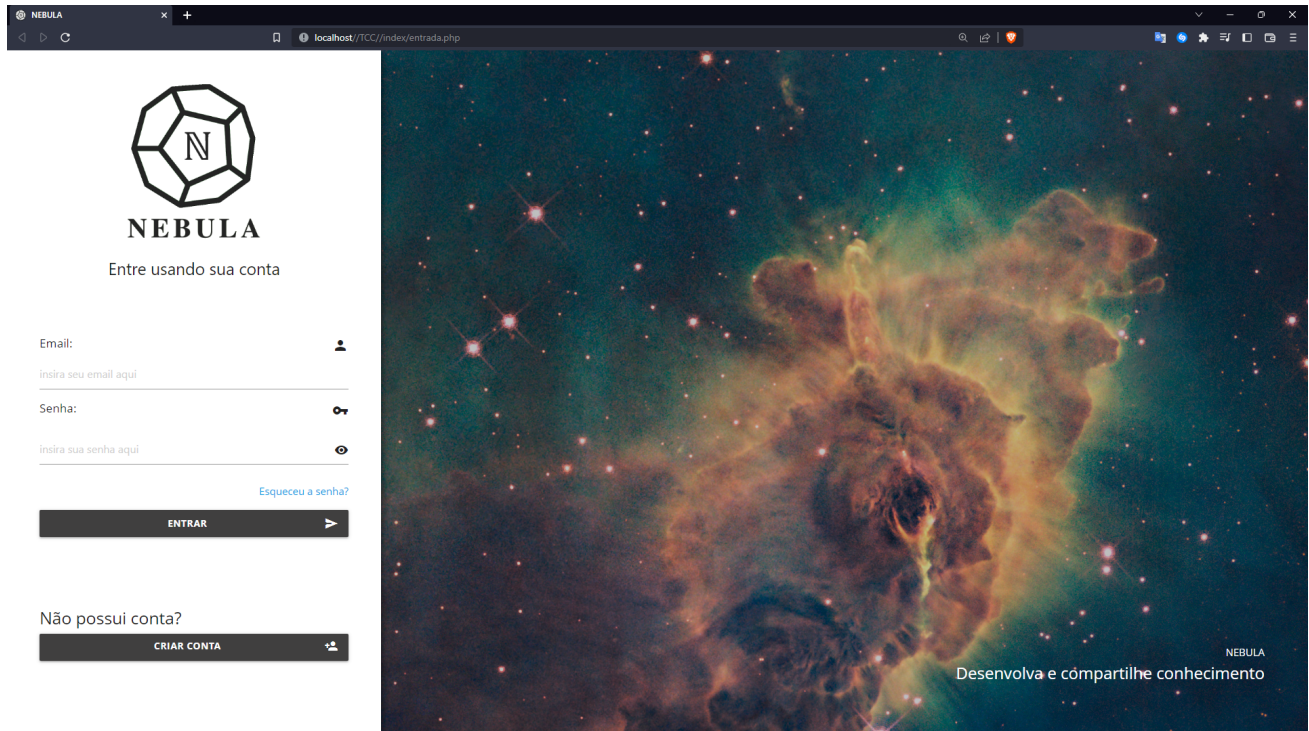 NEBULA
localhost//TCC//index/entrada.php
N
NEBULA
Entre usando sua conta
Email:
insira seu email aqui
Senha:
insira sua senha aqui
Esqueceu a senha?
ENTRAR
Não possui conta?
CRIAR CONTA
NEBULA
Desenvolva e compartilhe conhecimento